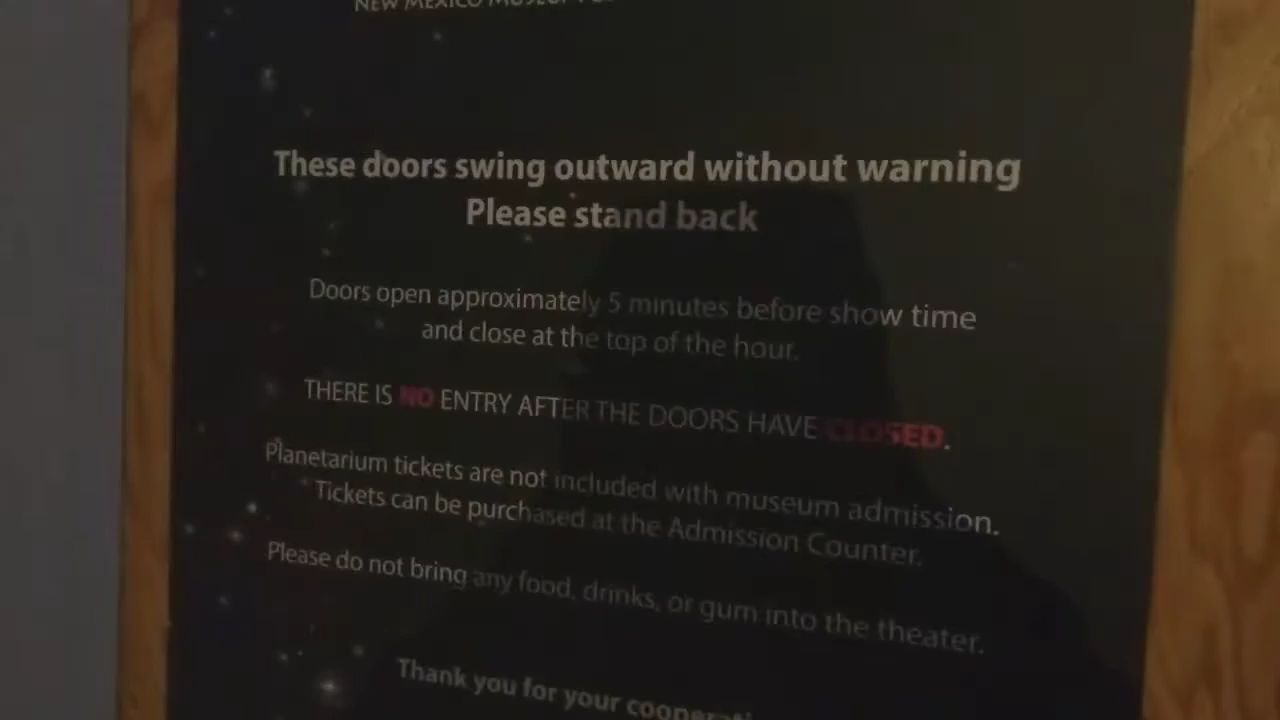 NEW MEXICO
These doors swing outward without warning
Please stand back
Doors open approximately 5 minutes before show time
and close at the top of the hour.
THERE IS NO ENTRY AFTER THE DOORS HAVE CLOSED.
Planetarium tickets are not included with museum admission.
Tickets can be purchased at the Admission Counter.
Please do not bring any food, drinks, or gum into the theater.
Thank you for your